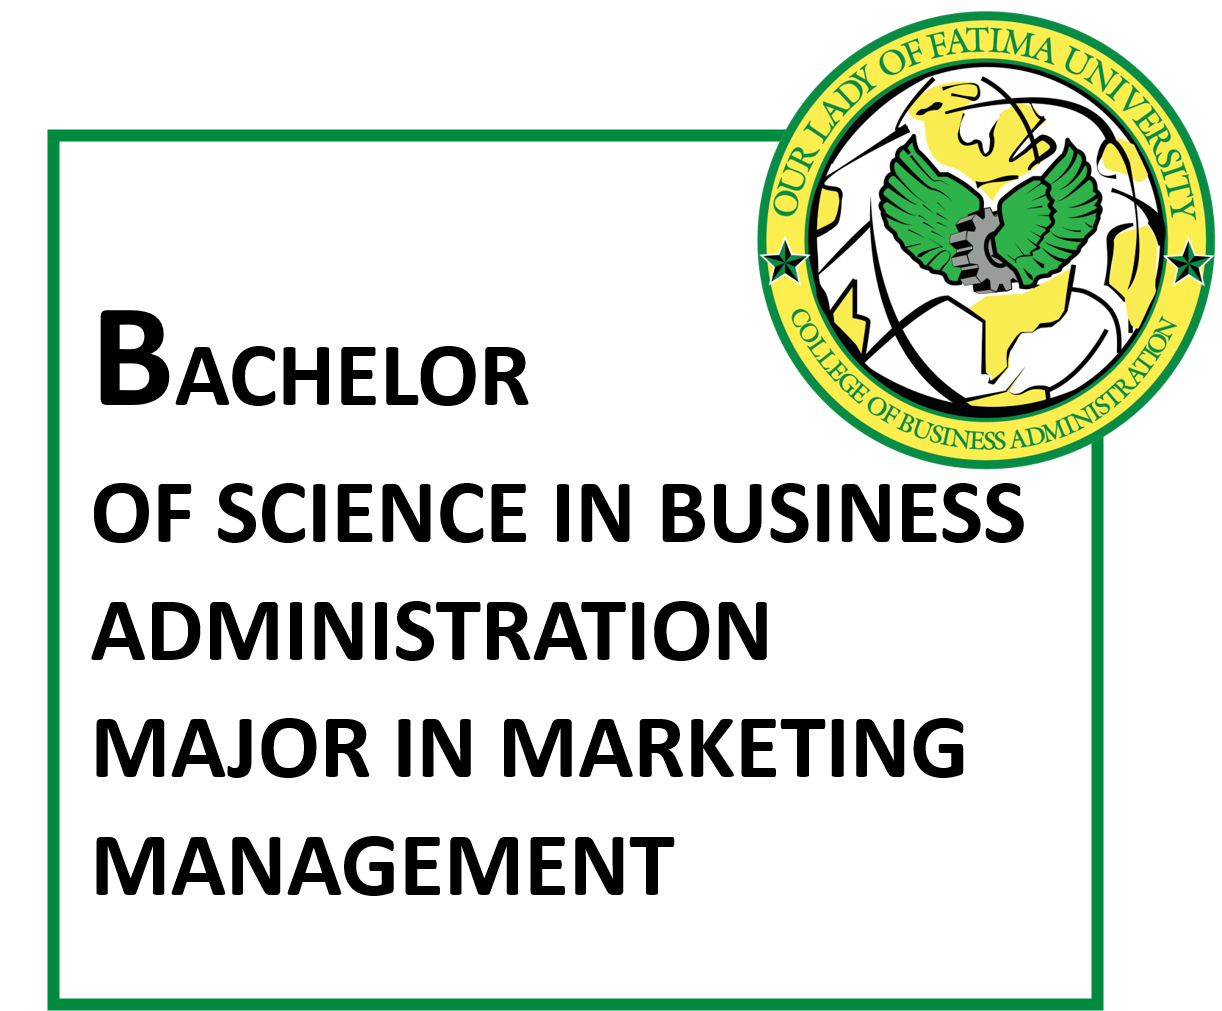 OUR LADY OF FATIMA UNIVERSITY
COLLEGE OF BUSINESS ADMINISTRATION
BACHELOR
OF SCIENCE IN BUSINESS
ADMINISTRATION
MAJOR IN MARKETING
MANAGEMENT